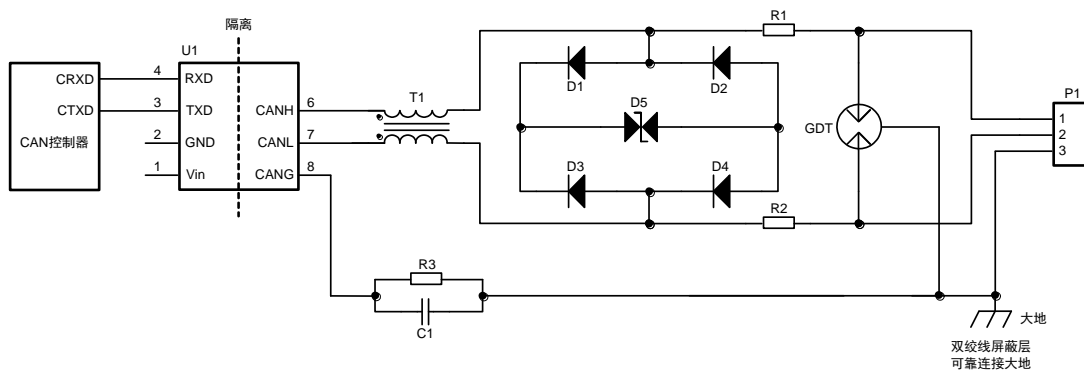 隔离
U1
CRXD
CTXD
CAN控制器
4
3
2
1
RXD
TXD
GND
Vin
CANH
CANL
CANG
6
7
8
T1
D1
D2
D5
D3
D4
R1
R2
GDT
P1
1
2
3
R3
C1
大地
双绞线屏蔽层
可靠连接大地